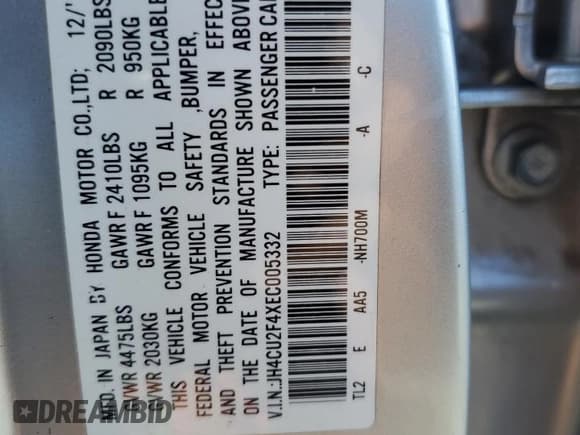 MFD. IN JAPAN BY HONDA MOTOR CO.,LTD; 12/
GVWR 4475LBS GAWR F 2410LBS R 2090LBS
GVWR 2030KG GAWR F 1095KG R 950KG
THIS VEHICLE CONFORMS TO ALL APPLICABLE
FEDERAL MOTOR VEHICLE SAFETY ,BUMPER,
AND THEFT PREVENTION STANDARDS IN EFFEC
ON THE DATE OF MANUFACTURE SHOWN ABOVE
V.I.N.:JH4CU2F4XEC005332 TYPE: PASSENGER CAR
TL2 E AA5 -NH700M -A -C
DREAMBID